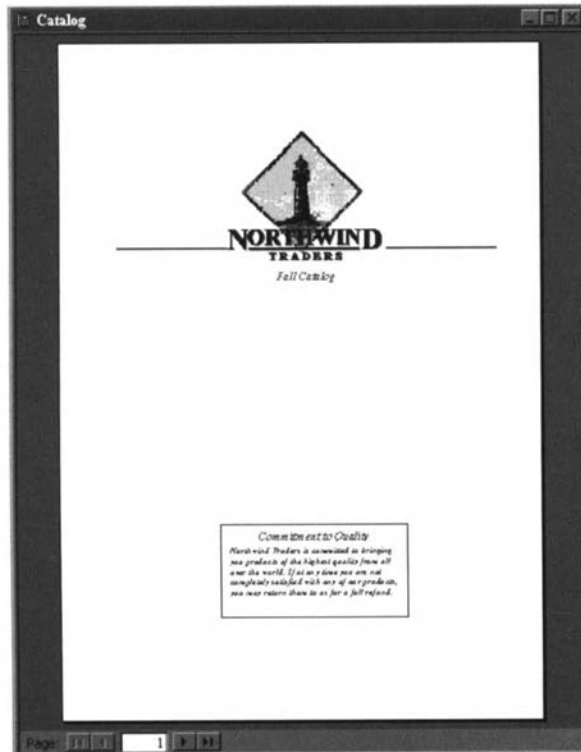 Catalog
NORTHWIND
TRADERS
Fall Catalog
Commitment to Quality
Northwind Traders is committed to bringing
you products of the highest quality from all
over the world. If at any time you are not
completely satisfied with any of our products,
you may return them to us for a full refund.
Page: 1